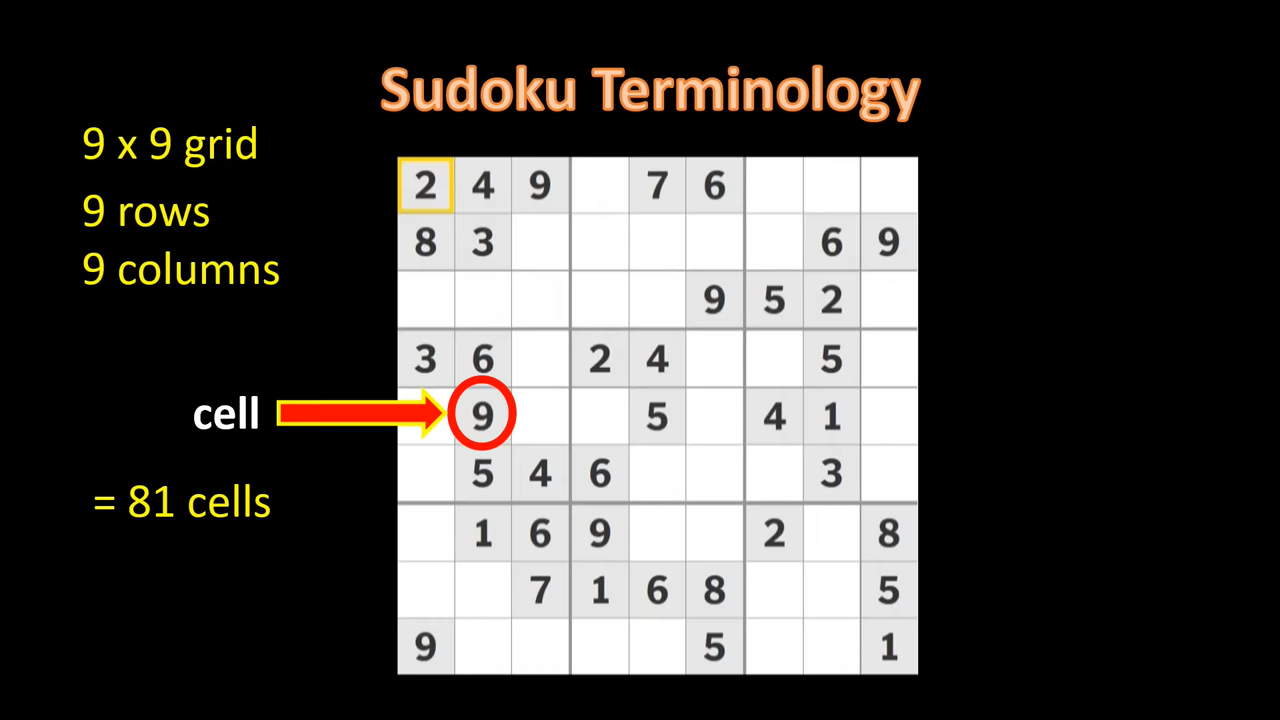 Sudoku Terminology
9 x 9 grid
9 rows
9 columns
cell
= 81 cells
2 4 9 7 6
8 3 6 9
9 5 2
3 6 2 4 5
9 5 4 1
5 4 6 3
1 6 9 2 8
7 1 6 8 5
9 5 1